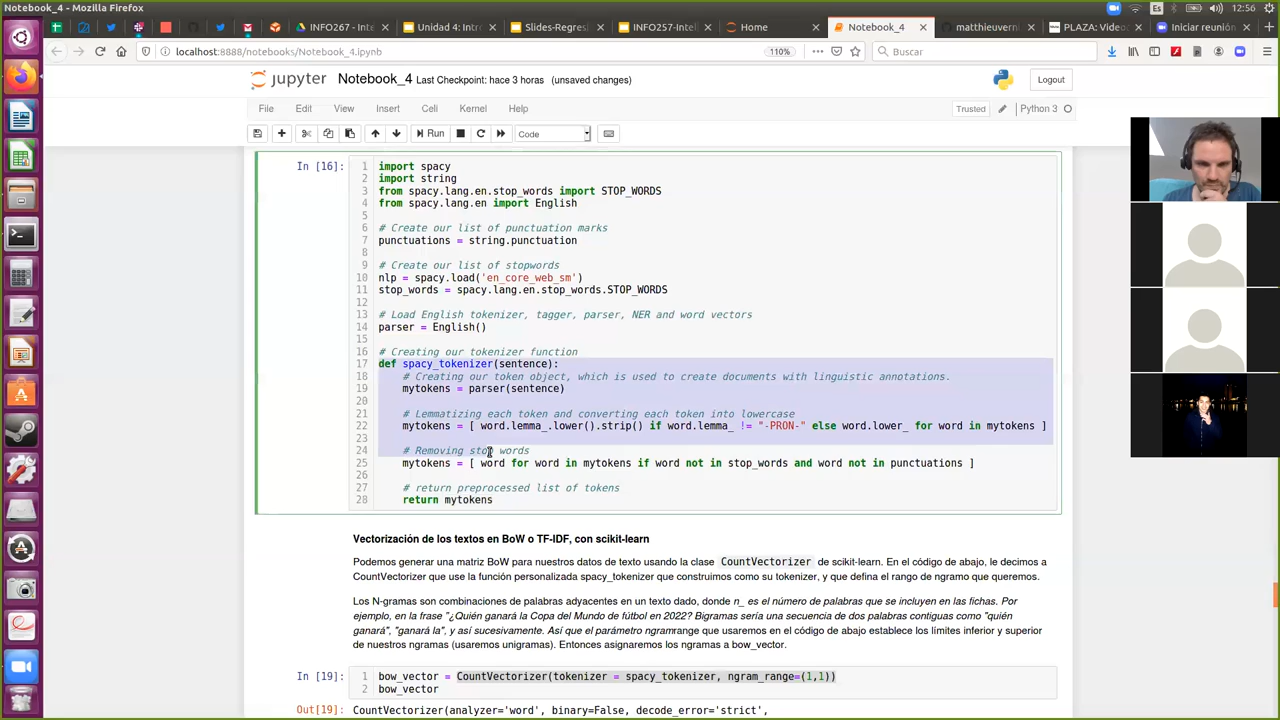 Notebook_4 - Mozilla Firefox
Es
12:56
INFO267 - Inte
Unidad 4: Intro
Slides-Regres
INFO257-Prese
Home
Notebook_4
matthieuverni
PLAZA: Video
Iniciar reunión
localhost:8888/notebooks/Notebook_4.ipynb
110%
Buscar
jupyter Notebook_4 Last Checkpoint: hace 3 horas (unsaved changes)
Logout
File Edit View Insert Cell Kernel Help
Trusted
Python 3
Run
Code
In [16]:
1 import spacy
2 import string
3 from spacy.lang.en.stop_words import STOP_WORDS
4 from spacy.lang.en import English
5
6 # Create our list of punctuation marks
7 punctuations = string.punctuation
8
9 # Create our list of stopwords
10 nlp = spacy.load('en_core_web_sm')
11 stop_words = spacy.lang.en.stop_words.STOP_WORDS
12
13 # Load English tokenizer, tagger, parser, NER and word vectors
14 parser = English()
15
16 # Creating our tokenizer function
17 def spacy_tokenizer(sentence):
18 # Creating our token object, which is used to create documents with linguistic annotations.
19 mytokens = parser(sentence)
20
21 # Lemmatizing each token and converting each token into lowercase
22 mytokens = [ word.lemma_.lower().strip() if word.lemma_ != "-PRON-" else word.lower_ for word in mytokens ]
23
24 # Removing stop words
25 mytokens = [ word for word in mytokens if word not in stop_words and word not in punctuations ]
26
27 # return preprocessed list of tokens
28 return mytokens
Vectorización de los textos en BoW o TF-IDF, con scikit-learn
Podemos generar una matriz BoW para nuestros datos de texto usando la clase CountVectorizer de scikit-learn. En el código de abajo, le decimos a
CountVectorizer que use la función personalizada spacy_tokenizer que construimos como su tokenizer, y que defina el rango de ngramo que queremos.
Los N-gramas son combinaciones de palabras adyacentes en un texto dado, donde n_ es el número de palabras que se incluyen en las fichas. Por
ejemplo, en la frase "¿Quién ganará la Copa del Mundo de fútbol en 2022? Bigramas sería una secuencia de dos palabras contiguas como "quién
ganará", "ganará la", y así sucesivamente. Así que el parámetro ngramrange que usaremos en el código de abajo establece los límites inferior y superior
de nuestros ngramas (usaremos unigramas). Entonces asignaremos los ngramas a bow_vector.
In [19]:
1 bow_vector = CountVectorizer(tokenizer = spacy_tokenizer, ngram_range=(1,1))
2 bow_vector
Out[19]: CountVectorizer(analyzer='word', binary=False, decode_error='strict',